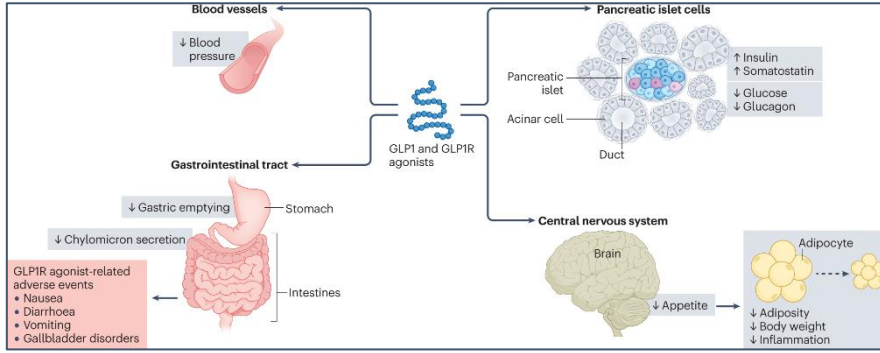 Blood vessels
↓ Blood
pressure
Pancreatic islet cells
Pancreatic
islet
Acinar cell
Duct
↑ Insulin
↑ Somatostatin
↓ Glucose
↓ Glucagon
GLP1 and GLP1R
agonists
Gastrointestinal tract
↓ Gastric emptying
Stomach
↓ Chylomicron secretion
Intestines
GLP1R agonist-related
adverse events
• Nausea
• Diarrhoea
• Vomiting
• Gallbladder disorders
Central nervous system
Brain
↓ Appetite
Adipocyte
↓ Adiposity
↓ Body weight
↓ Inflammation